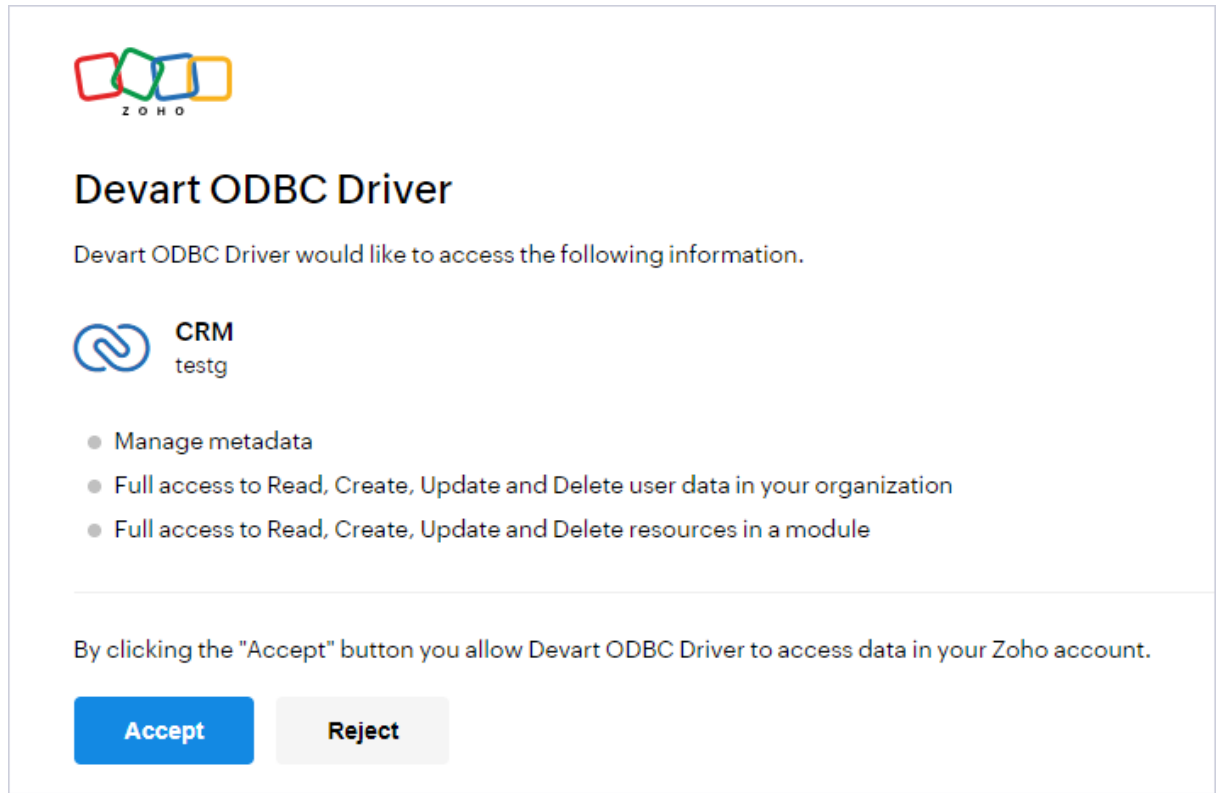 ZOHO
Devart ODBC Driver
Devart ODBC Driver would like to access the following information.
CRM
testg
Manage metadata
Full access to Read, Create, Update and Delete user data in your organization
Full access to Read, Create, Update and Delete resources in a module
By clicking the "Accept" button you allow Devart ODBC Driver to access data in your Zoho account.
Accept Reject